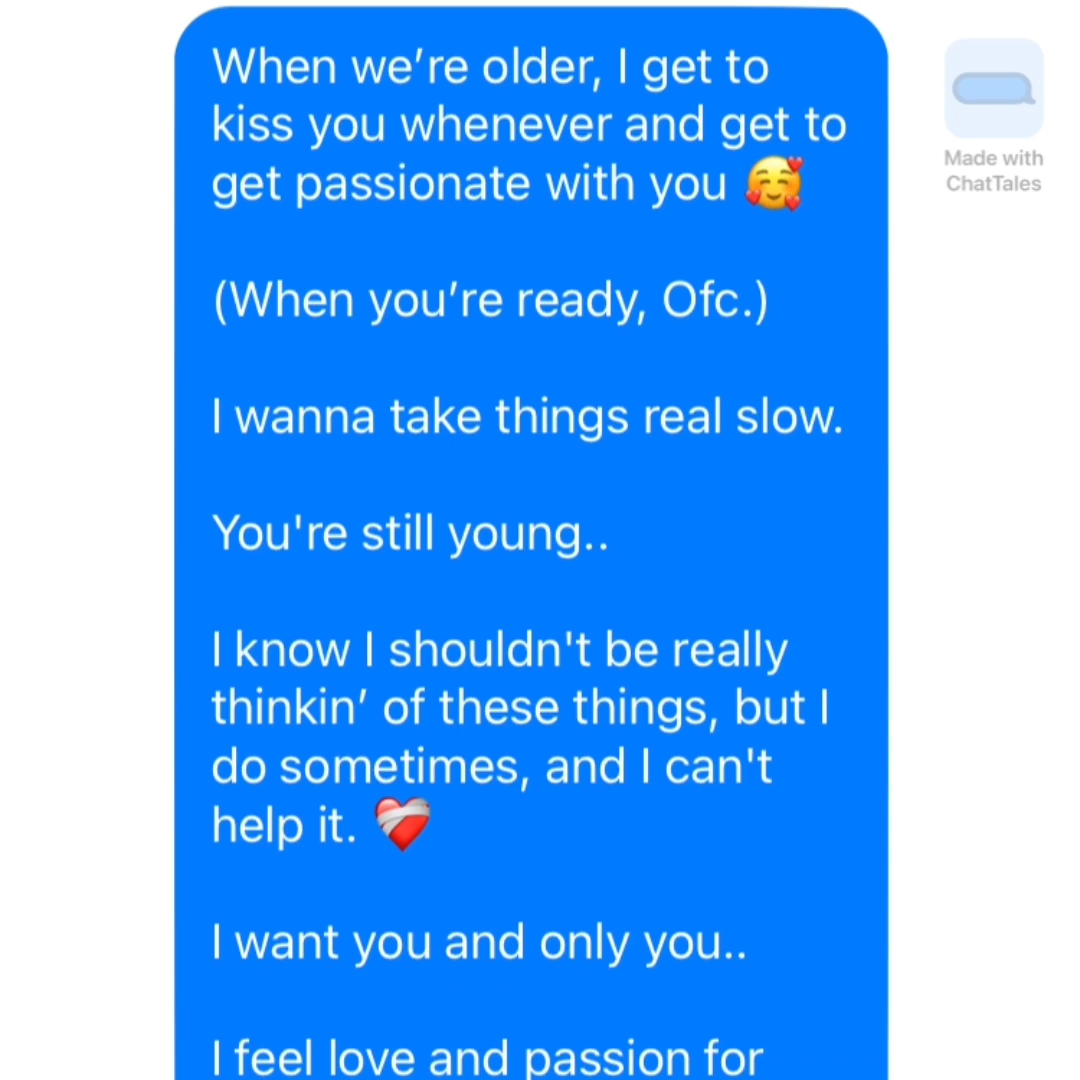 When we’re older, I get to
kiss you whenever and get to
get passionate with you 🥰
(When you’re ready, Ofc.)
I wanna take things real slow.
You're still young..
I know I shouldn't be really
thinkin’ of these things, but I
do sometimes, and I can't
help it. ❤️‍🩹
I want you and only you..
I feel love and passion for
Made with
ChatTales